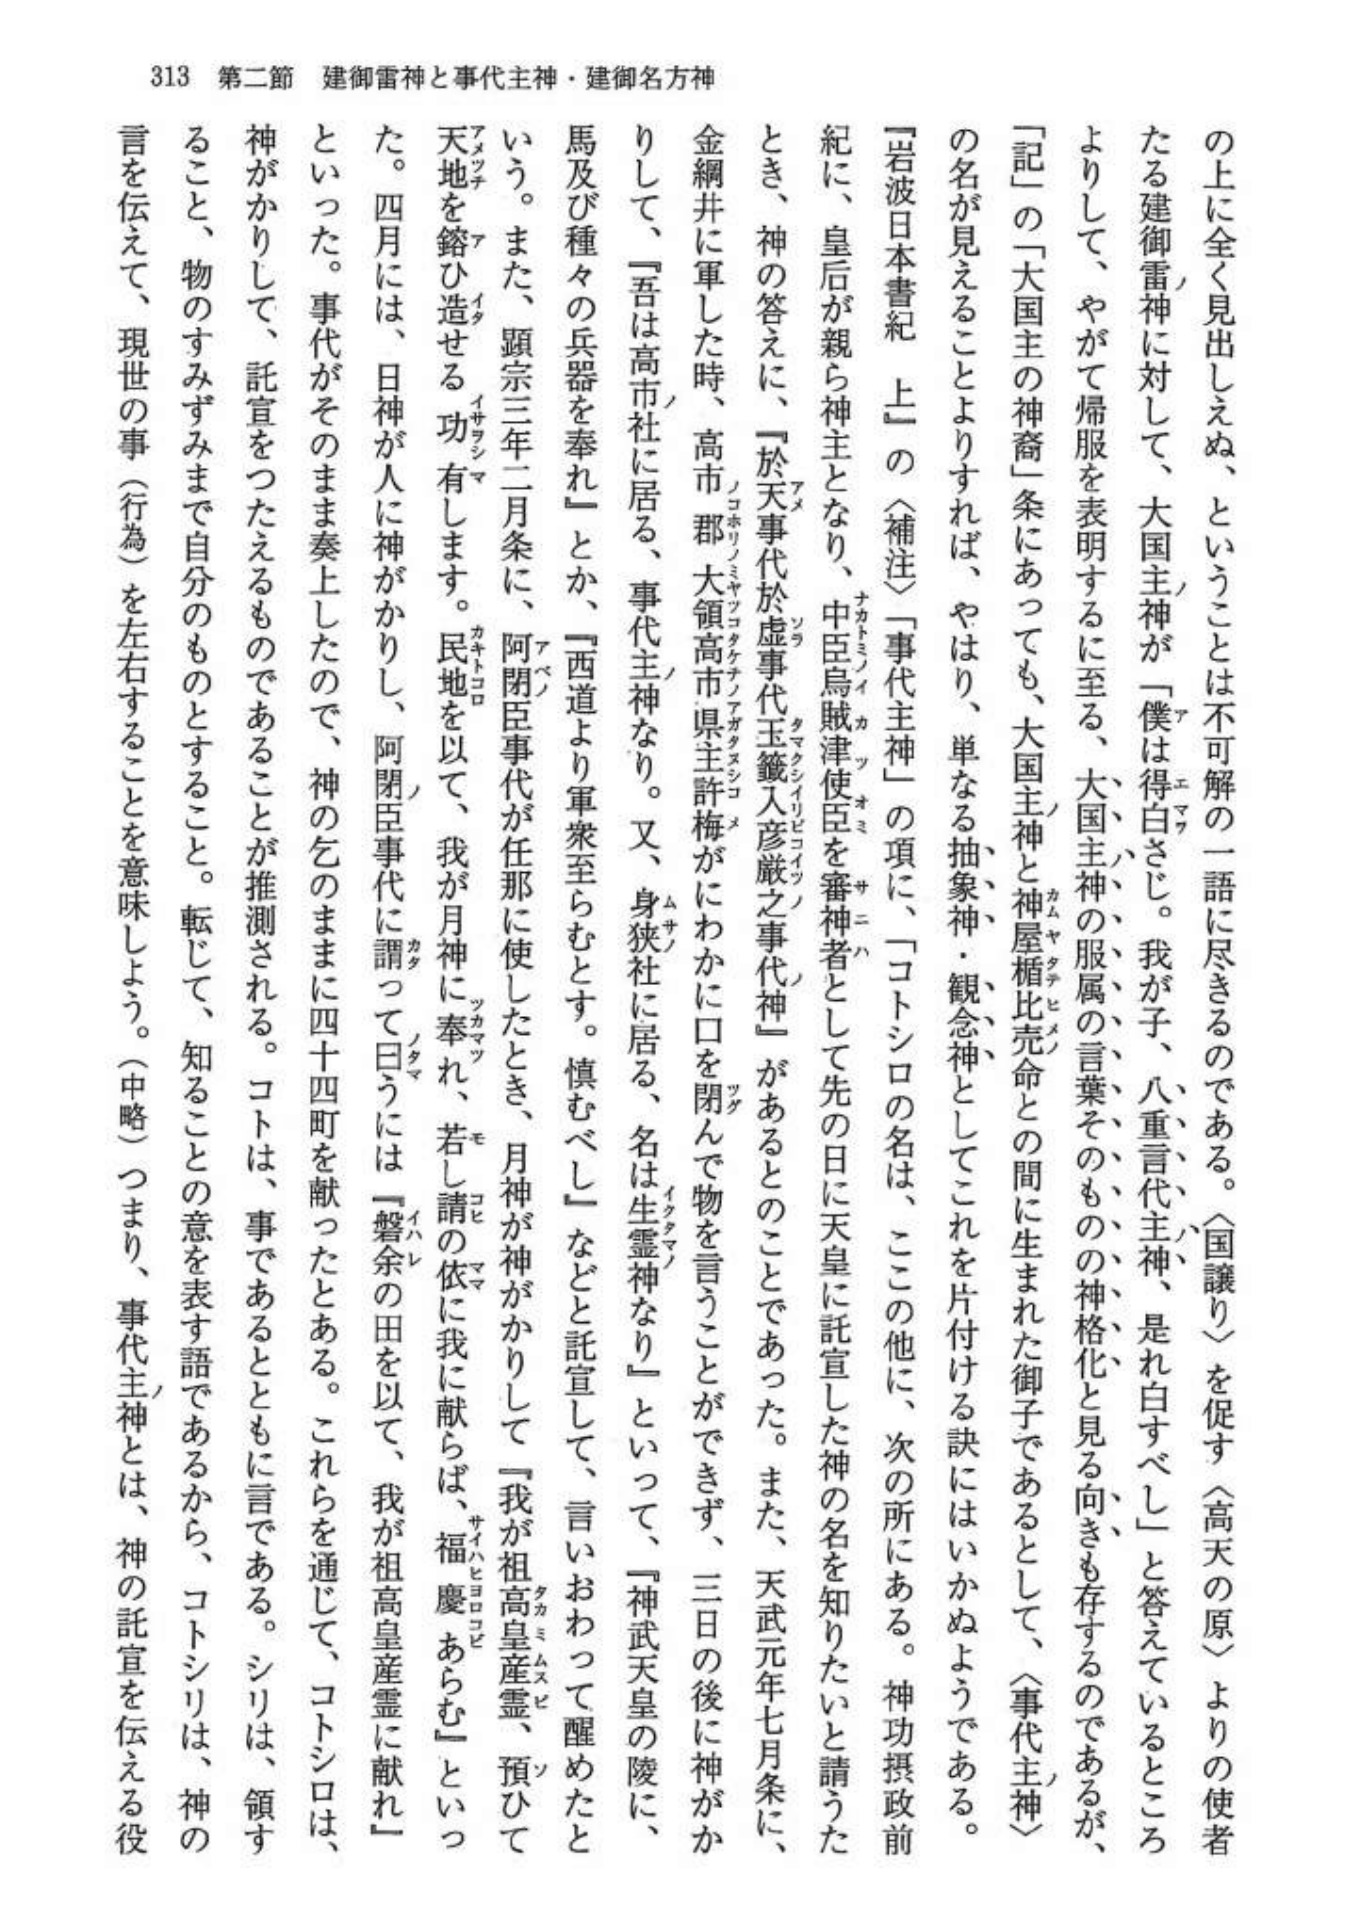 313　第二節　建御雷神と事代主神・建御名方神
の上に全く見出しえぬ、ということは不可解の一語に尽きるのである。〈国譲り〉を促す〈高天の原〉よりの使者
たる建御雷ノ神に対して、大国主ノ神が「僕は得白さじ。我が子、八重言代主ノ神、是れ白すべし」と答えているところ
よりして、やがて帰服を表明するに至る、大国主ノ神の服属の言葉そのものの神格化と見る向きも存するのであるが、
「記」の「大国主の神裔」条にあっても、大国主ノ神と神屋楯比売命との間に生まれた御子であるとして、〈事代主ノ神〉
の名が見えることよりすれば、やはり、単なる抽象神・観念神としてこれを片付ける訣にはいかぬようである。
『岩波日本書紀　上』の〈補注〉「事代主神」の項に、「コトシロの名は、ここの他に、次の所にある。神功摂政前
紀に、皇后が親ら神主となり、中臣烏賊津使臣を審神者として先の日に天皇に託宣した神の名を知りたいと請うた
とき、神の答えに、『於天事代於虚事代玉籤入彦厳之事代ノ神』があるとのことであった。また、天武元年七月条に、
金綱井に軍した時、高市郡大領高市県主許梅がにわかに口を閉んで物を言うことができず、三日の後に神がか
りして、『吾は高市ノ社に居る、事代主ノ神なり。又、身狭社に居る、名は生霊神なり』といって、『神武天皇の陵に、
馬及び種々の兵器を奉れ』とか、『西道より軍衆至らむとす。慎むべし』などと託宣して、言いおわって醒めたと
いう。また、顕宗三年二月条に、阿閉臣事代が任那に使したとき、月神が神がかりして『我が祖高皇産霊、預ひて
天地を鎔ひ造せる功有します。民地を以て、我が月神に奉れ、若し請の依に我に献らば、福慶あらむ』といっ
た。四月には、日神が人に神がかりし、阿閉ノ臣事代に謂って曰うには『磐余の田を以て、我が祖高皇産霊に献れ』
といった。事代がそのまま奏上したので、神の乞のままに四十四町を献ったとある。これらを通じて、コトシロは、
神がかりして、託宣をつたえるものであることが推測される。コトは、事であるとともに言である。シリは、領す
ること、物のすみずみまで自分のものとすること。転じて、知ることの意を表す語であるから、コトシリは、神の
言を伝えて、現世の事（行為）を左右することを意味しよう。（中略）つまり、事代主ノ神とは、神の託宣を伝える役